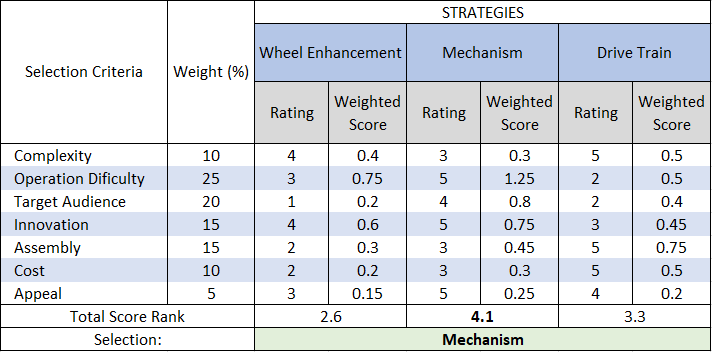 STRATEGIES
Selection Criteria Weight (%) Wheel Enhancement Mechanism Drive Train
Rating Weighted Score Rating Weighted Score Rating Weighted Score
Complexity 10 4 0.4 3 0.3 5 0.5
Operation Dificulty 25 3 0.75 5 1.25 2 0.5
Target Audience 20 1 0.2 4 0.8 2 0.4
Innovation 15 4 0.6 5 0.75 3 0.45
Assembly 15 2 0.3 3 0.45 5 0.75
Cost 10 2 0.2 3 0.3 5 0.5
Appeal 5 3 0.15 5 0.25 4 0.2
Total Score Rank 2.6 4.1 3.3
Selection: Mechanism